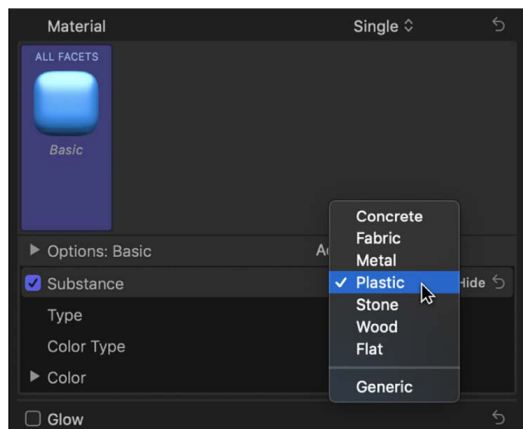 Material Single
ALL FACETS
Basic
Options: Basic
Substance Hide
Type
Color Type
Color
Glow
Concrete
Fabric
Metal
Plastic
Stone
Wood
Flat
Generic